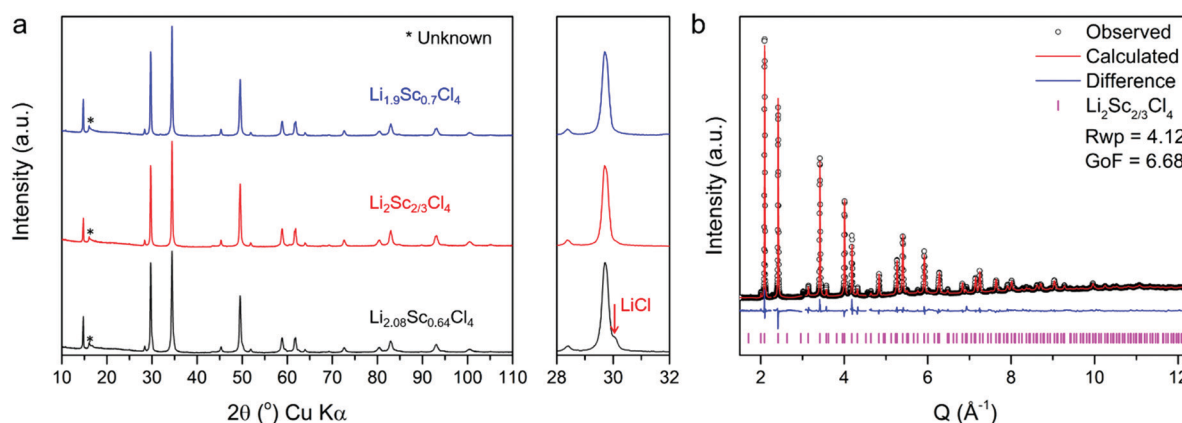 a
Intensity (a.u.)
* Unknown
Li1.9Sc0.7Cl4
*
Li2Sc2/3Cl4
*
Li2.08Sc0.64Cl4
*
10 20 30 40 50 60 70 80 90 100 110
2θ (°) Cu Kα
LiCl
28 30 32
b
Intensity (a.u.)
Observed
Calculated
Difference
Li2Sc2/3Cl4
Rwp = 4.12
GoF = 6.68
2 4 6 8 10 12
Q (Å-1)